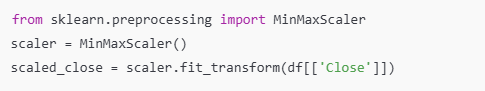 from sklearn.preprocessing import MinMaxScaler
scaler = MinMaxScaler()
scaled_close = scaler.fit_transform(df[['Close']])